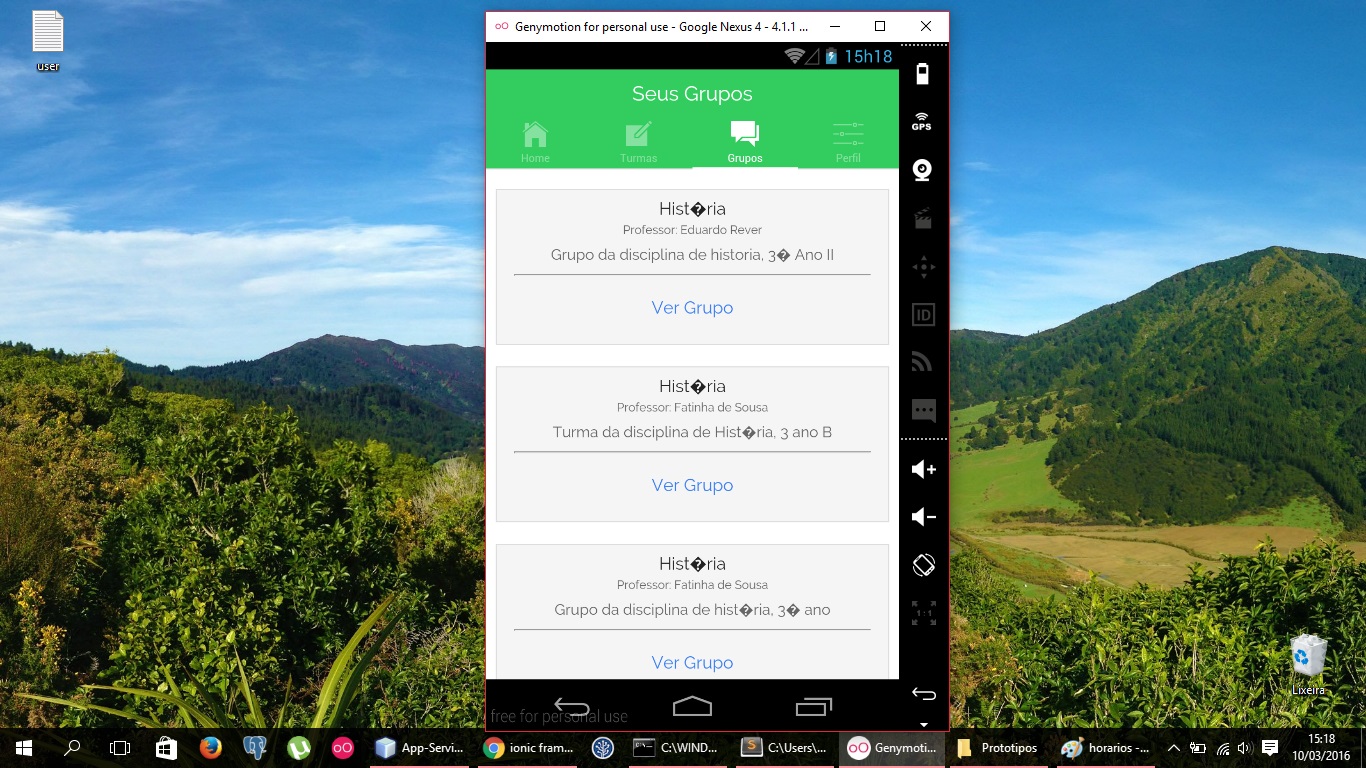 user
Genymotion for personal use - Google Nexus 4 - 4.1.1 ...
15h18
Seus Grupos
Home Turmas Grupos Perfil
GPS
Hist�ria
Professor: Eduardo Rever
Grupo da disciplina de historia, 3� Ano II
Ver Grupo
ID
Hist�ria
Professor: Fatinha de Sousa
Turma da disciplina de Hist�ria, 3 ano B
Ver Grupo
Hist�ria
Professor: Fatinha de Sousa
Grupo da disciplina de hist�ria, 3� ano
Ver Grupo
1:1
Lixeira
free for personal use
App-Servi... ionic fram... C:\WIND... C:\Users\... Genymoti... Prototipos horarios -...
15:18
10/03/2016